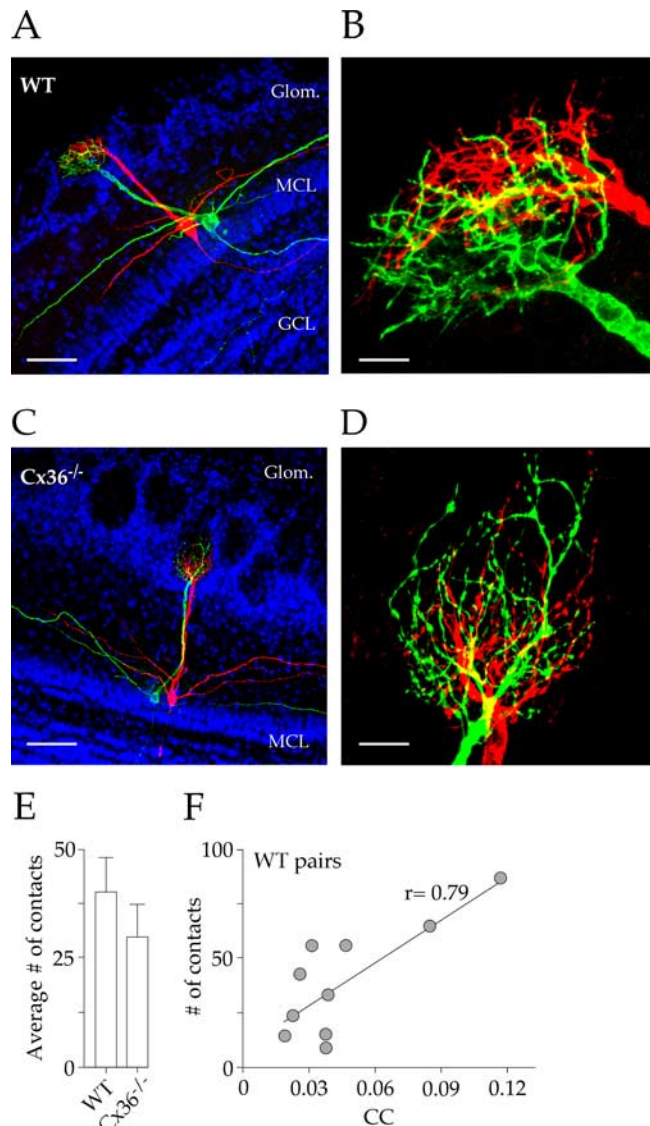 A
B
WT
Glom.
MCL
GCL
C
D
Cx36-/-
Glom.
MCL
E
F
50
25
0
Average # of contacts
WT
Cx36-/-
100
50
0
# of contacts
WT pairs
r= 0.79
0
0.03
0.06
0.09
0.12
CC